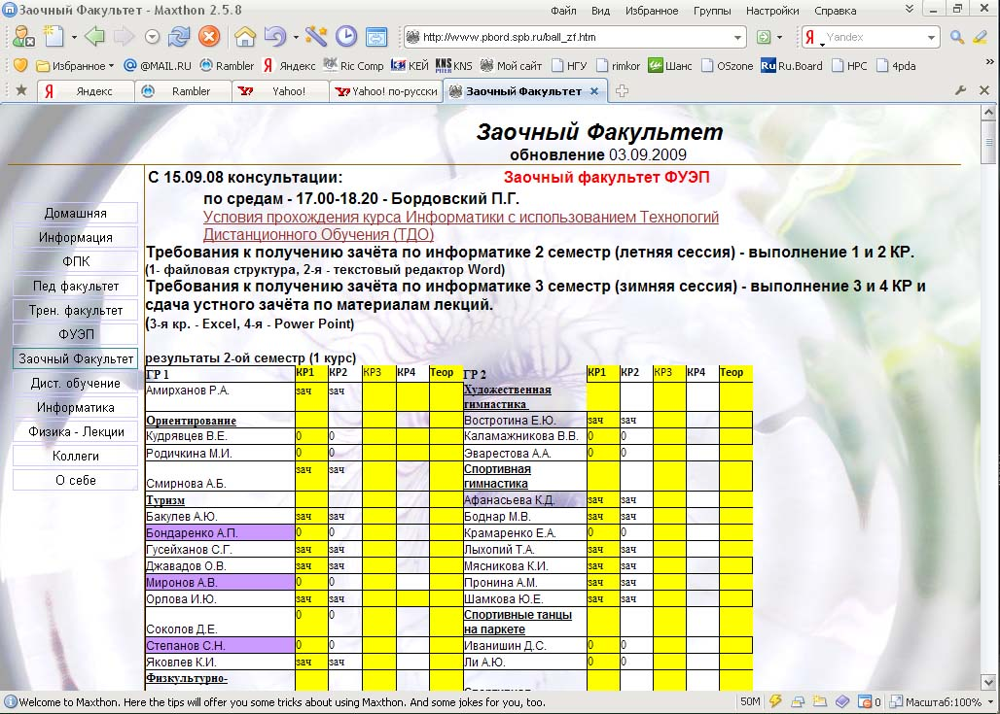 Заочный Факультет - Maxthon 2.5.8
Файл Вид Избранное Группы Настройки Справка
http://www.pbord.spb.ru/ball_zf.htm
Yandex
Избранное @MAIL.RU Rambler Яндекс Ric Comp КЕЙ KNS Мой сайт НГУ rimkor Шанс OSzone Ru.Board НРС 4pda
Яндекс Rambler Yahoo! Yahoo! по-русски Заочный Факультет
Заочный Факультет
обновление 03.09.2009
С 15.09.08 консультации: Заочный факультет ФУЭП
по средам - 17.00-18.20 - Бордовский П.Г.
Условия прохождения курса Информатики с использованием Технологий
Дистанционного Обучения (ТДО)
Требования к получению зачёта по информатике 2 семестр (летняя сессия) - выполнение 1 и 2 КР.
(1- файловая структура, 2-я - текстовый редактор Word)
Требования к получению зачёта по информатике 3 семестр (зимняя сессия) - выполнение 3 и 4 КР и
сдача устного зачёта по материалам лекций.
(3-я кр. - Excel, 4-я - Power Point)
Домашняя
Информация
ФПК
Пед факультет
Трен. факультет
ФУЭП
Заочный Факультет
Дист. обучение
Информатика
Физика - Лекции
Коллеги
О себе
результаты 2-ой семестр (1 курс)
ГР 1 КР1 КР2 КР3 КР4 Теор ГР 2 КР1 КР2 КР3 КР4 Теор
Амирханов Р.А. зач зач Художественная
гимнастика
Ориентирование Востротина Е.Ю. зач зач
Кудрявцев В.Е. 0 0 Каламажникова В.В. 0 0
Родичкина М.И. 0 0 Эварестова А.А. 0 0
Смирнова А.Б. зач зач Спортивная
гимнастика
Туризм Афанасьева К.Д. зач зач
Бакулев А.Ю. зач зач Боднар М.В. зач зач
Бондаренко А.П. 0 0 Крамаренко Е.А. 0 0
Гусейханов С.Г. зач зач Лыхопий Т.А. зач зач
Джавадов О.В. зач зач Мясникова К.И. зач зач
Миронов А.В. 0 0 Пронина А.М. зач зач
Орлова И.Ю. зач зач Шамкова Ю.Е. зач зач
Соколов Д.Е. 0 0 Спортивные танцы
на паркете
Степанов С.Н. 0 0 Иванишин Д.С. 0 0
Яковлев К.И. зач зач Ли А.Ю. 0 0
Физкультурно-
Welcome to Maxthon. Here the tips will offer you some tricks about using Maxthon. And some jokes for you, too. 50M 0 Масштаб:100%